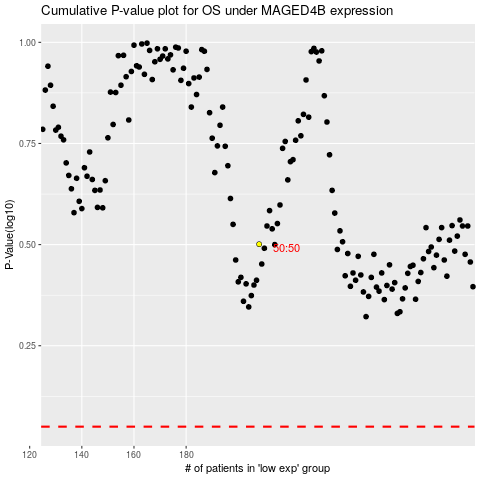 Cumulative P-value plot for OS under MAGED4B expression
P-Value(log10)
1.00
0.75
0.50
0.25
50:50
120 140 160 180
# of patients in 'low exp' group